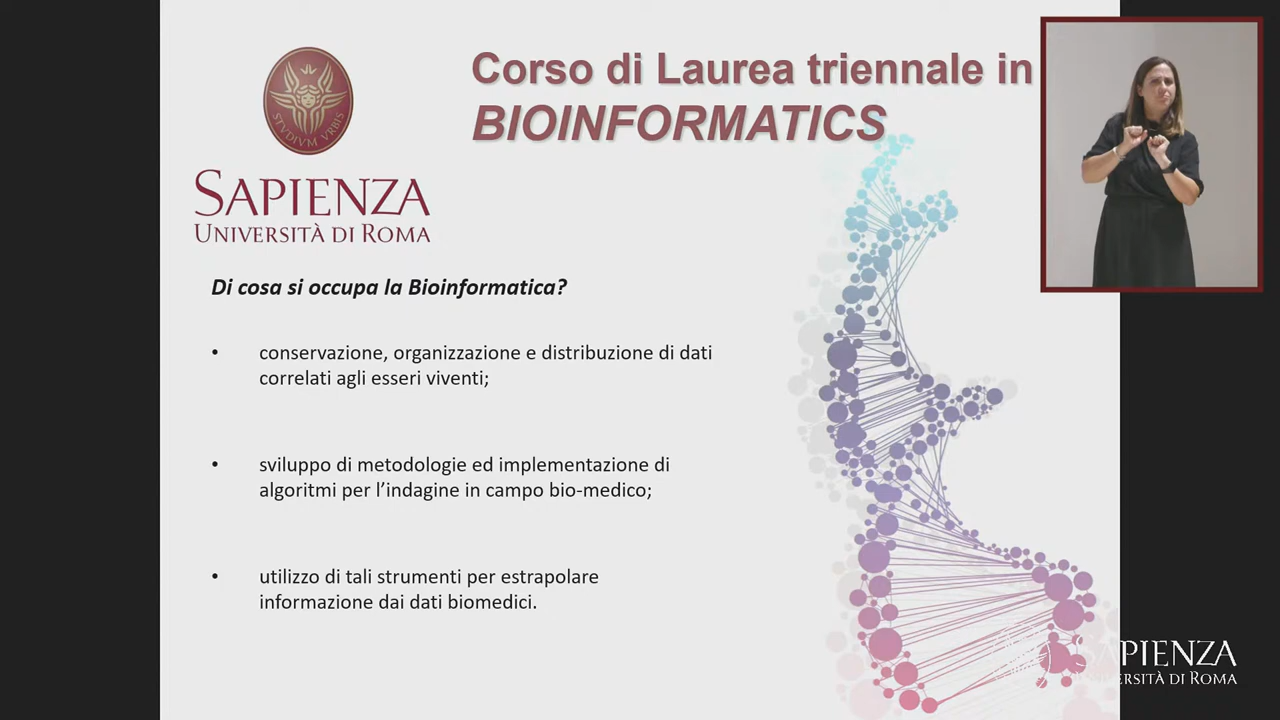 Corso di Laurea triennale in
BIOINFORMATICS
STVDIVM VRBIS
SAPIENZA
UNIVERSITÀ DI ROMA
Di cosa si occupa la Bioinformatica?
• conservazione, organizzazione e distribuzione di dati
correlati agli esseri viventi;
• sviluppo di metodologie ed implementazione di
algoritmi per l’indagine in campo bio-medico;
• utilizzo di tali strumenti per estrapolare
informazione dai dati biomedici.
SAPIENZA
UNIVERSITÀ DI ROMA